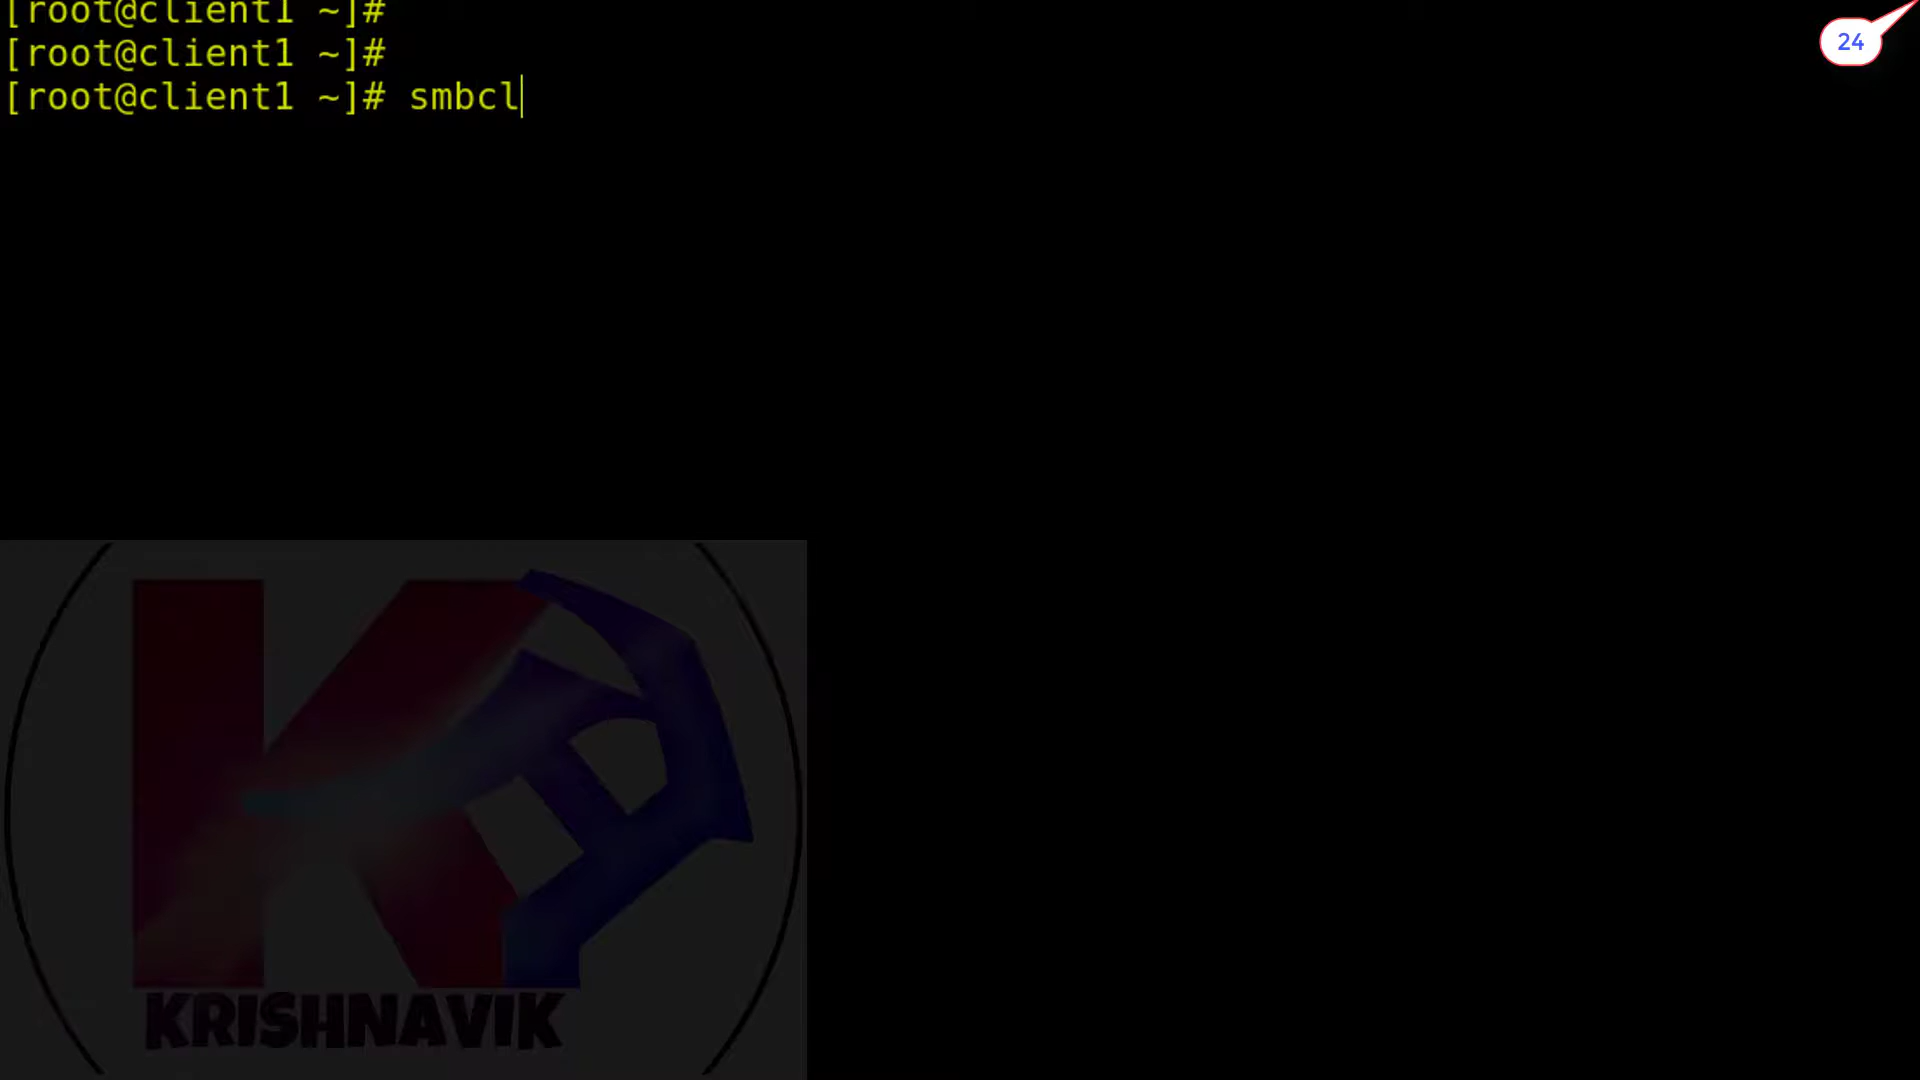 [root@client1 ~]#
[root@client1 ~]#
[root@client1 ~]# smbcl
24
KRISHNAVIK